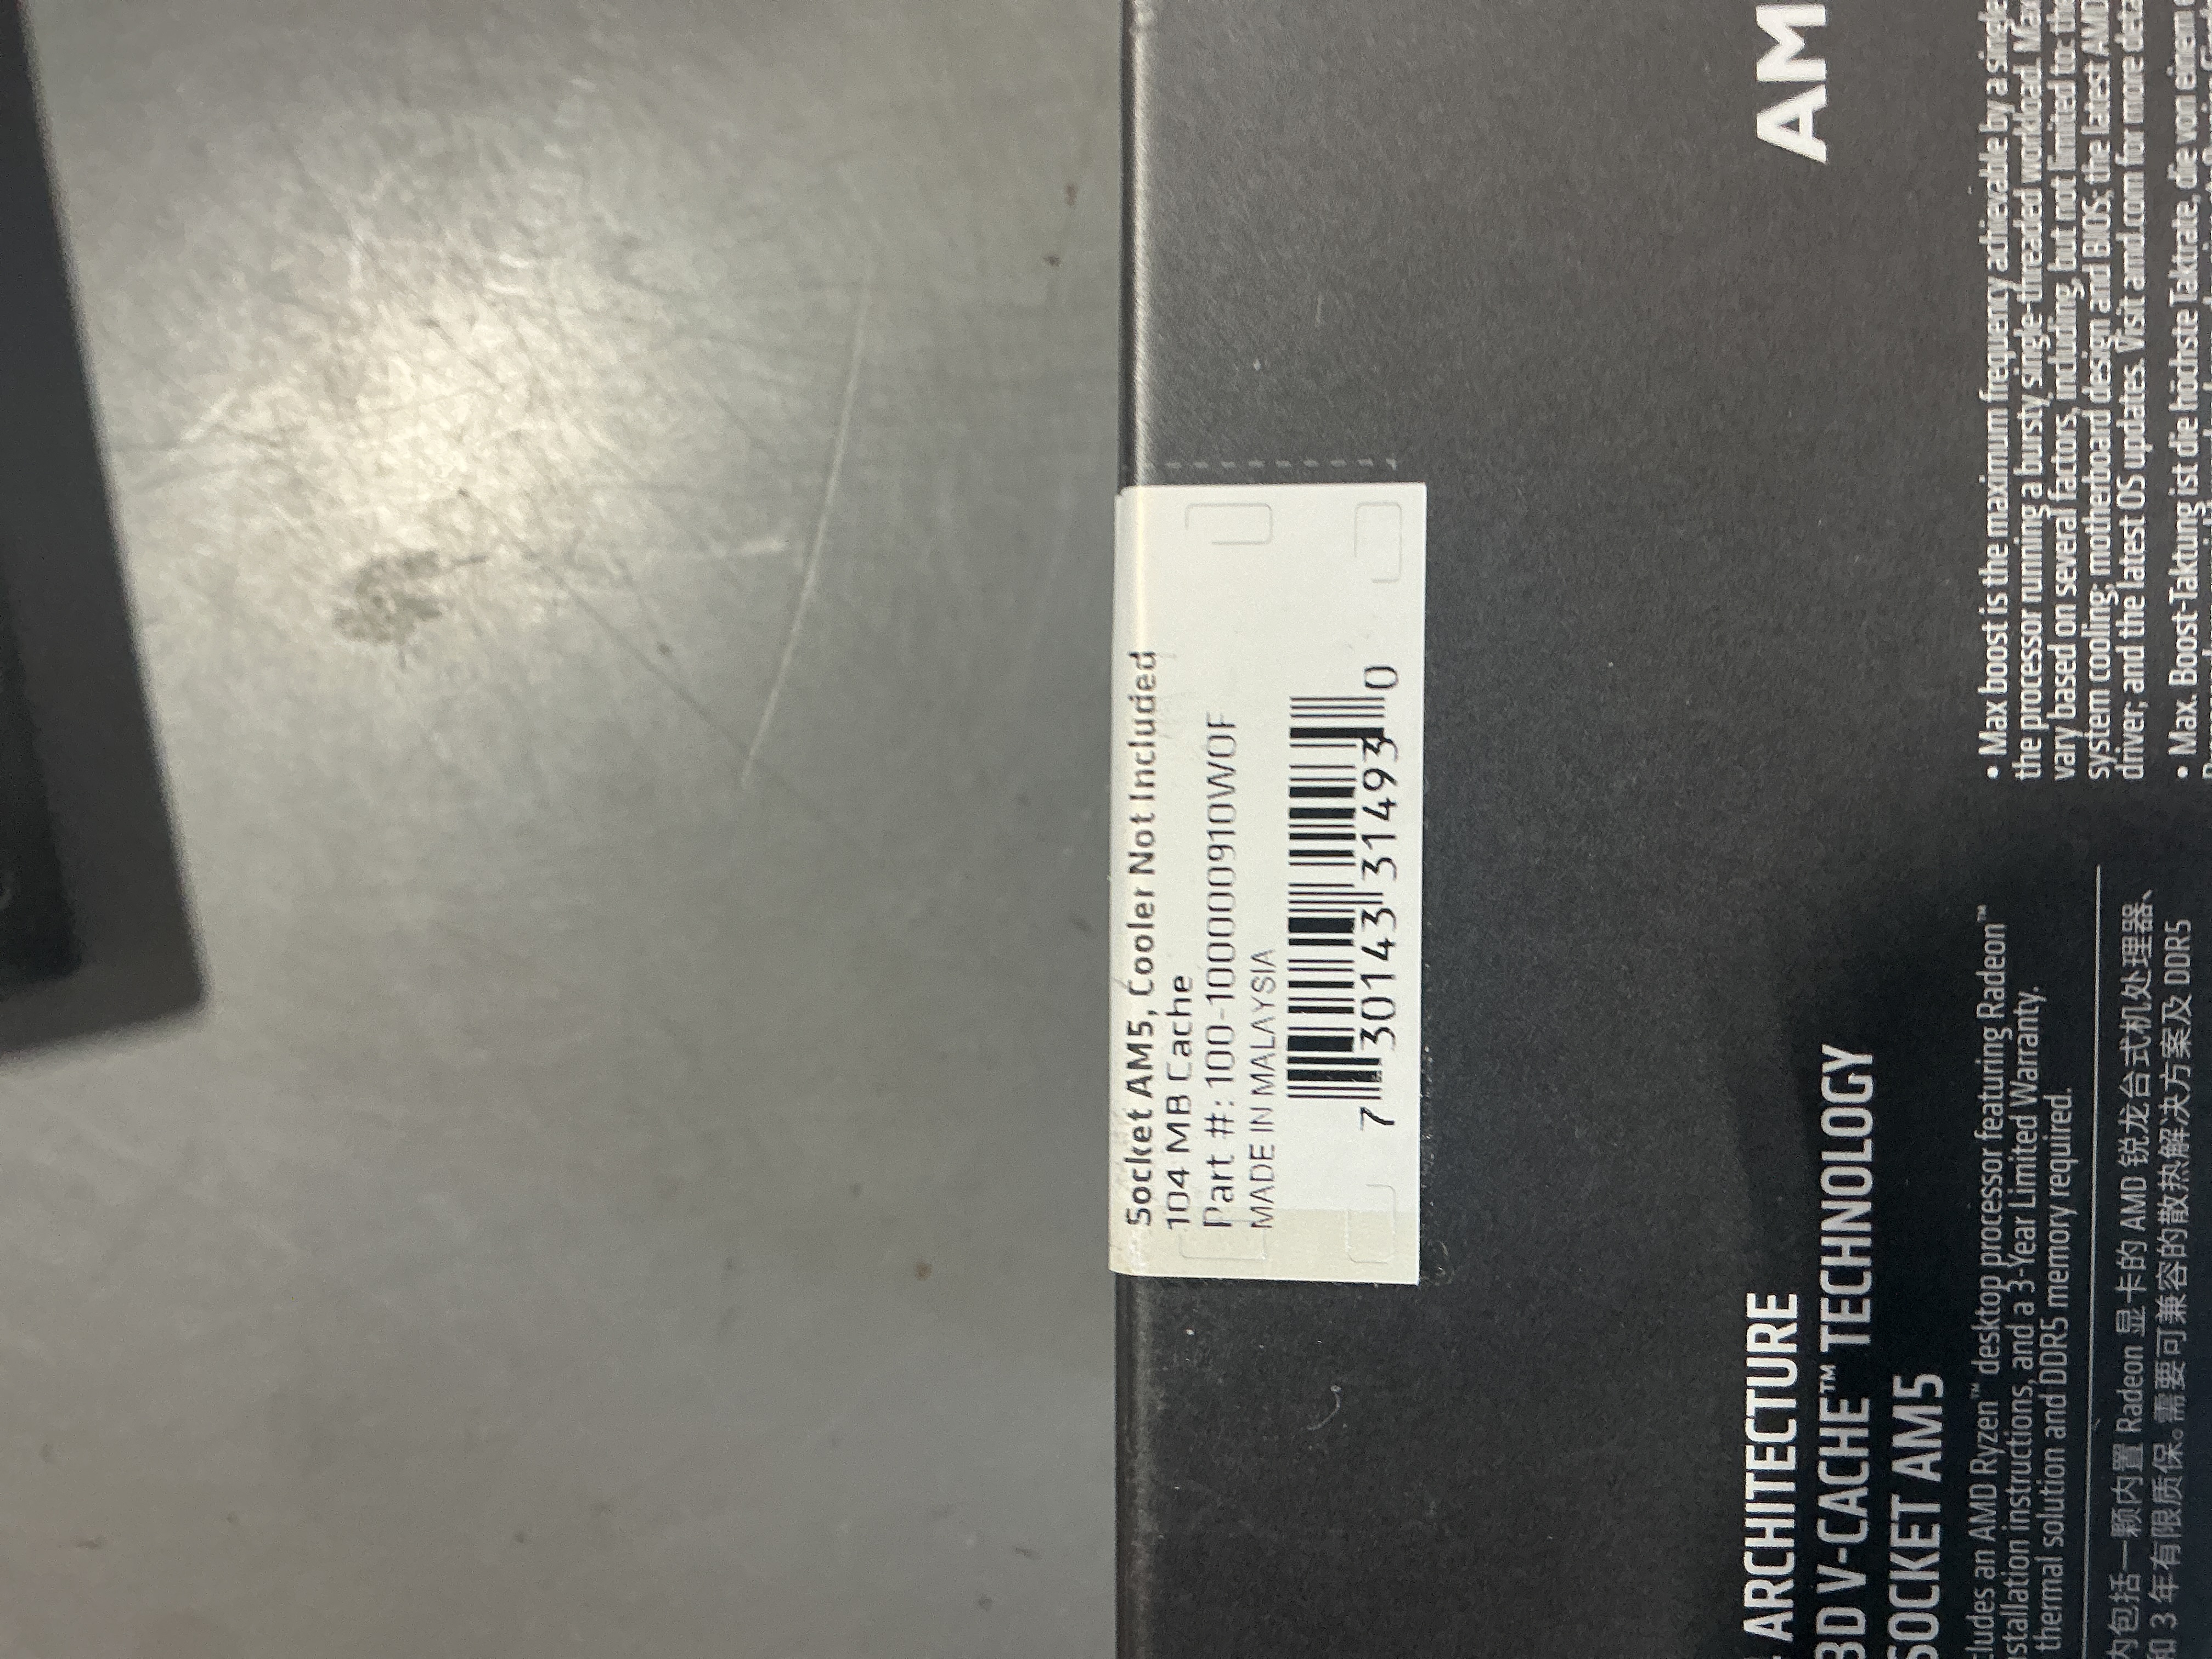 Socket AM5, Cooler Not Included
104 MB Cache
Part #: 100-100000910WOF
MADE IN MALAYSIA
7 30143 31493 0
ARCHITECTURE
3D V-CACHE™ TECHNOLOGY
SOCKET AM5
AM
desktop processor featuring Radeon™
an AMD Ryzen™
instructions, and a 3-Year Limited Warranty.
thermal solution and DDR5 memory required.
内包括一颗内置 Radeon 显卡的 AMD 锐龙台式机处理器、
和 3 年有限质保。需要可兼容的散热解决方案及 DDR5
• Max boost is the maximum frequency achievable by a single
the processor running a bursty single-threaded workload. Max
vary based on several factors, including, but not limited to: the
system cooling; motherboard design and BIOS; the latest AMD
driver; and the latest OS updates. Visit amd.com for more
• Max. Boost-Taktung ist die höchste Taktrate, die von einem